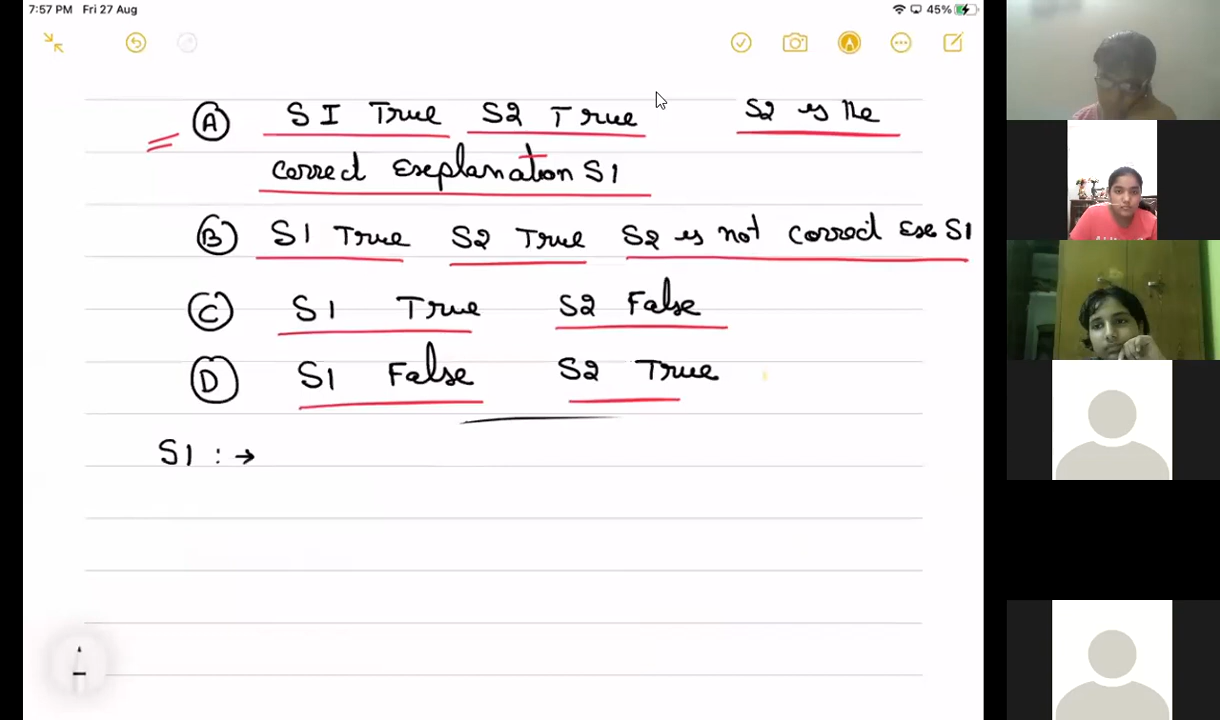 7:57 PM Fri 27 Aug
45%
A S I True S2 True S2 is the
correct Explanation S1
B S1 True S2 True S2 is not correct Exe S1
C S1 True S2 False
D S1 False S2 True
S1 : →